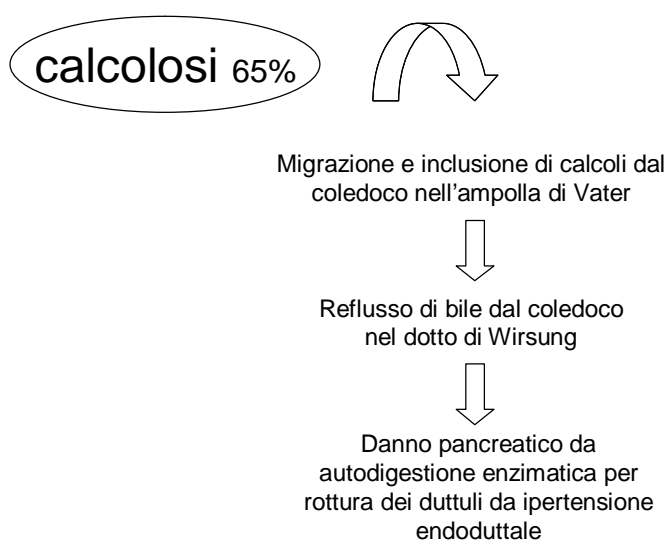 calcolosi 65%
Migrazione e inclusione di calcoli dal
coledoco nell'ampolla di Vater
Reflusso di bile dal coledoco
nel dotto di Wirsung
Danno pancreatico da
autodigestione enzimatica per
rottura dei duttuli da ipertensione
endoduttale